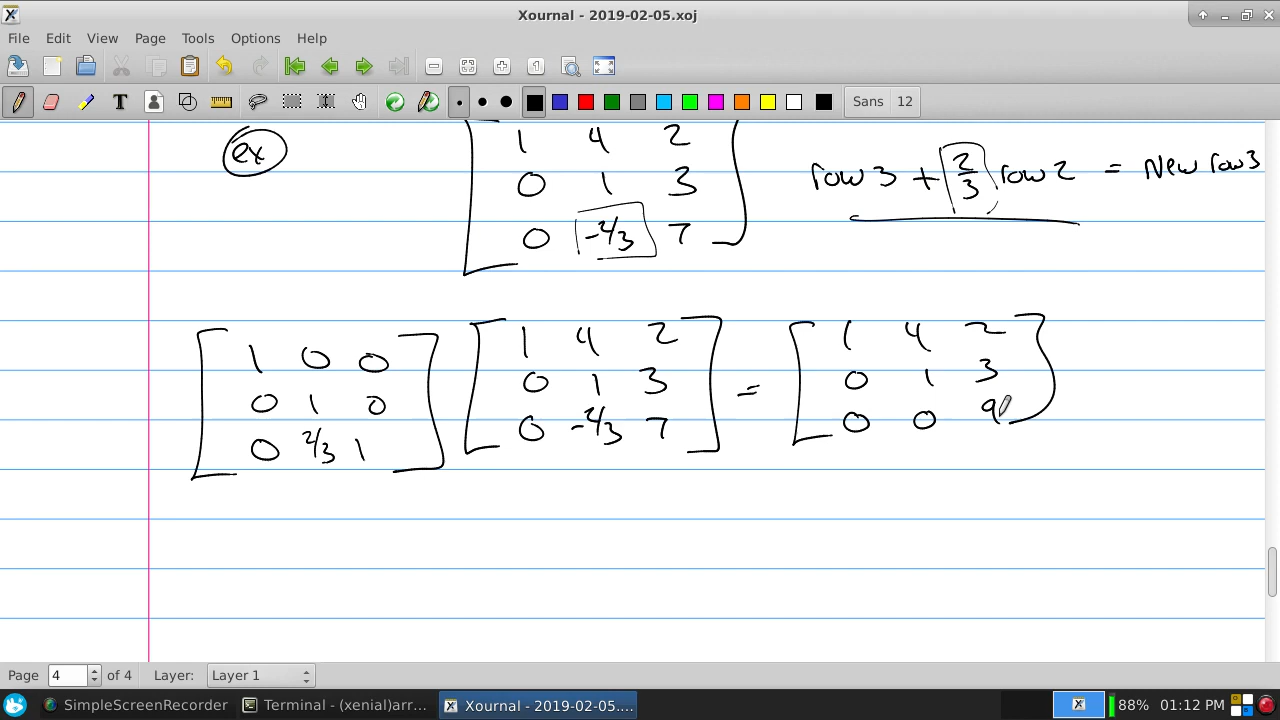 Xournal - 2019-02-05.xoj
File Edit View Page Tools Options Help
Sans 12
ex
1 4 2
0 1 3
0 -2/3 7
row 3 + 2/3 row 2 = New row 3
1 0 0
0 1 0
0 2/3 1
1 4 2
0 1 3
0 -2/3 7
=
1 4 2
0 1 3
0 0 9
Page 4 of 4 Layer: Layer 1
SimpleScreenRecorder Terminal - (xenial)arr... Xournal - 2019-02-05.... 88% 01:12 PM